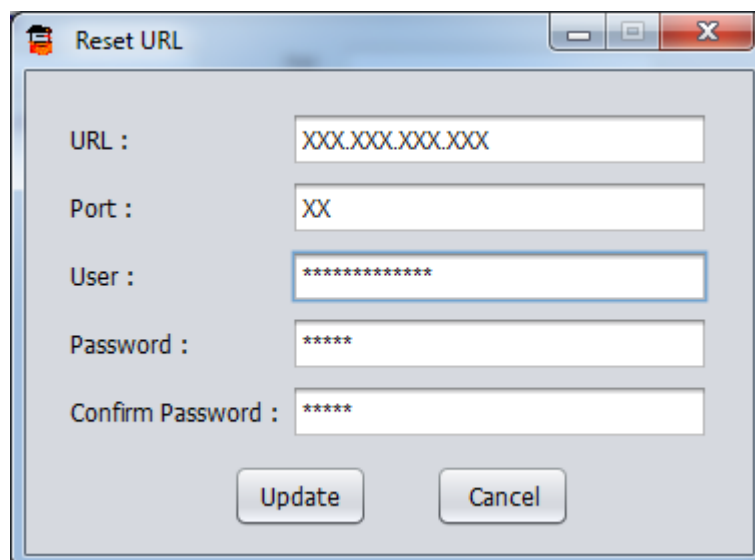 Reset URL
URL : XXX.XXX.XXX.XXX
Port : XX
User : *************
Password : *****
Confirm Password : *****
Update Cancel